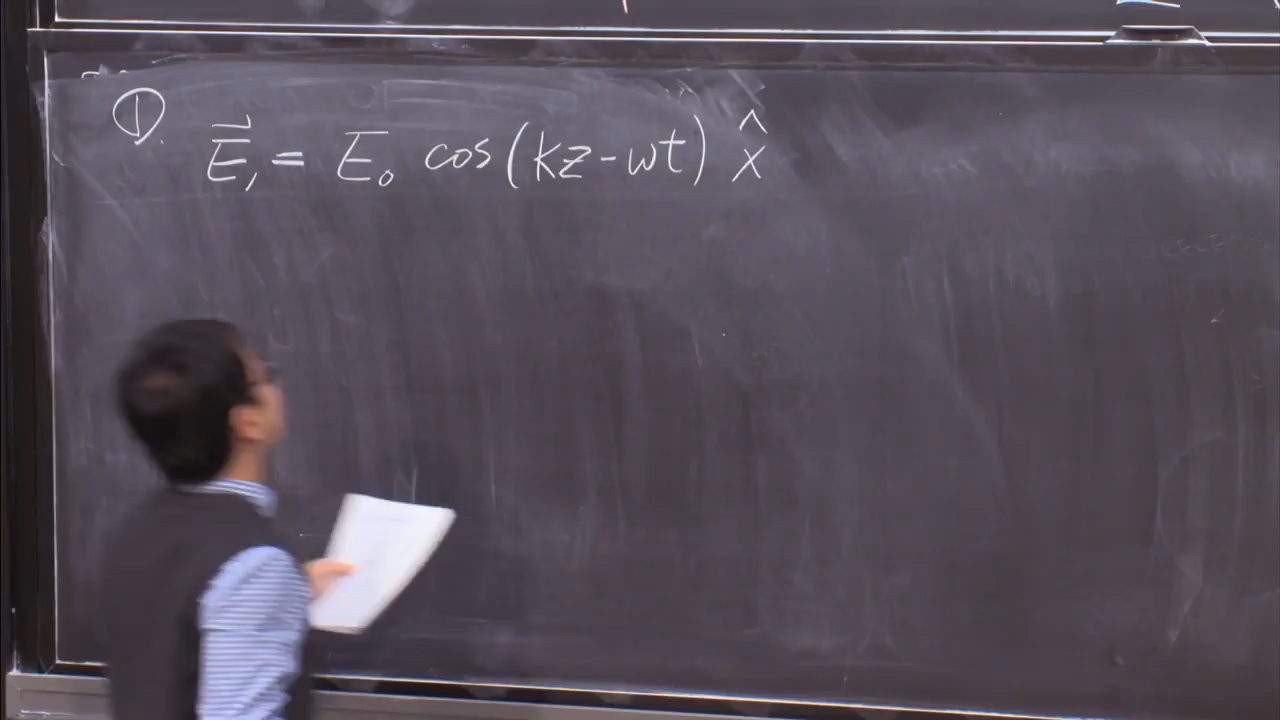 ①. E⃗₁ = E₀ cos(kz-ωt) x̂